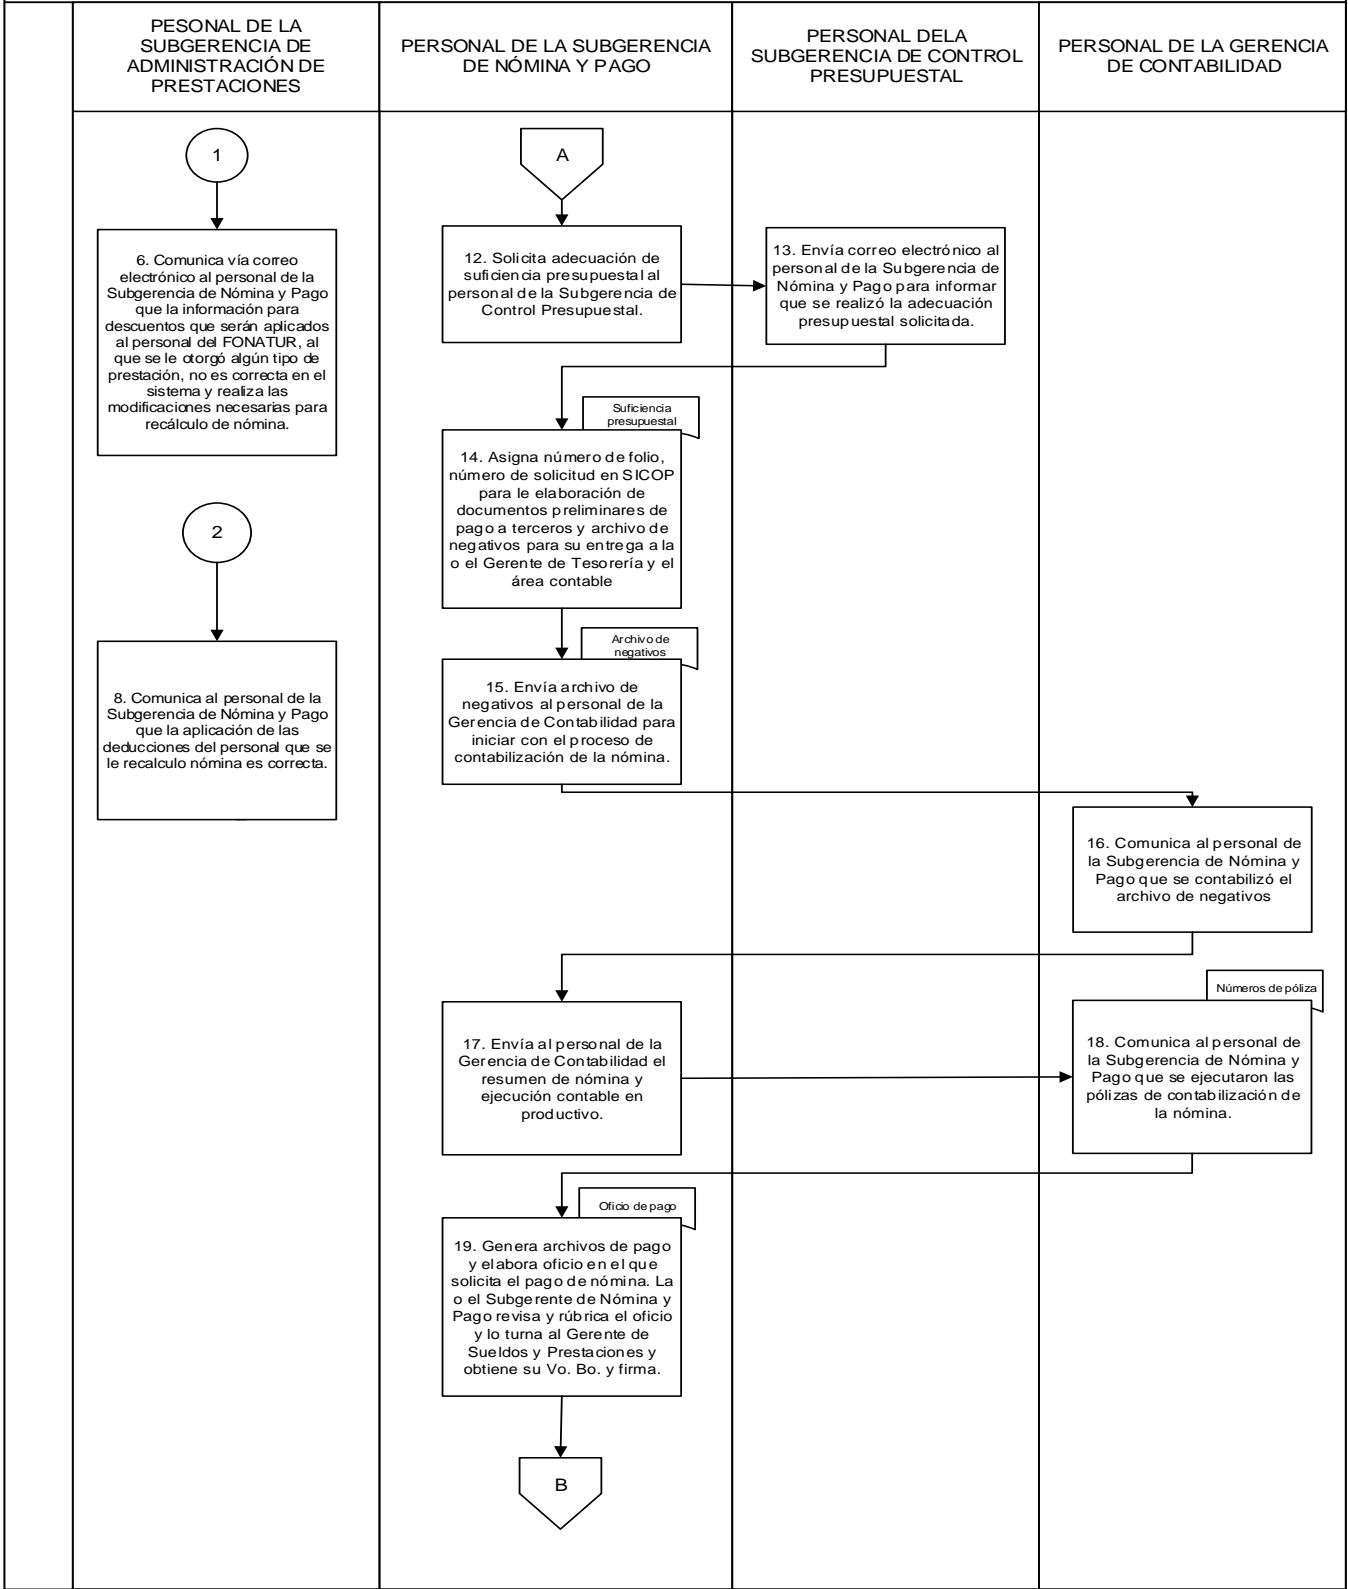 PESONAL DE LA
SUBGERENCIA DE
ADMINISTRACIÓN DE
PRESTACIONES
PERSONAL DE LA SUBGERENCIA
DE NÓMINA Y PAGO
PERSONAL DELA
SUBGERENCIA DE CONTROL
PRESUPUESTAL
PERSONAL DE LA GERENCIA
DE CONTABILIDAD
1
6. Comunica vía correo
electrónico al personal de la
Subgerencia de Nómina y Pago
que la información para
descuentos que serán aplicados
al personal del FONATUR, al
que se le otorgó algún tipo de
prestación, no es correcta en el
sistema y realiza las
modificaciones necesarias para
recálculo de nómina.
2
8. Comunica al personal de la
Subgerencia de Nómina y Pago
que la aplicación de las
deducciones del personal que se
le recalculo nómina es correcta.
A
12. Solicita adecuación de
suficiencia presupuestal al
personal de la Subgerencia de
Control Presupuestal.
13. Envía correo electrónico al
personal de la Subgerencia de
Nómina y Pago para informar
que se realizó la adecuación
presupuestal solicitada.
Suficiencia
presupuestal
14. Asigna número de folio,
número de solicitud en SICOP
para le elaboración de
documentos preliminares de
pago a terceros y archivo de
negativos para su entrega a la
o el Gerente de Tesorería y el
área contable
Archivo de
negativos
15. Envía archivo de
negativos al personal de la
Gerencia de Contabilidad para
iniciar con el proceso de
contabilización de la nómina.
16. Comunica al personal de
la Subgerencia de Nómina y
Pago que se contabilizó el
archivo de negativos
17. Envía al personal de la
Gerencia de Contabilidad el
resumen de nómina y
ejecución contable en
productivo.
Números de póliza
18. Comunica al personal de
la Subgerencia de Nómina y
Pago que se ejecutaron las
pólizas de contabilización de
la nómina.
Oficio de pago
19. Genera archivos de pago
y elabora oficio en el que
solicita el pago de nómina. La
o el Subgerente de Nómina y
Pago revisa y rúbrica el oficio
y lo turna al Gerente de
Sueldos y Prestaciones y
obtiene su Vo. Bo. y firma.
B